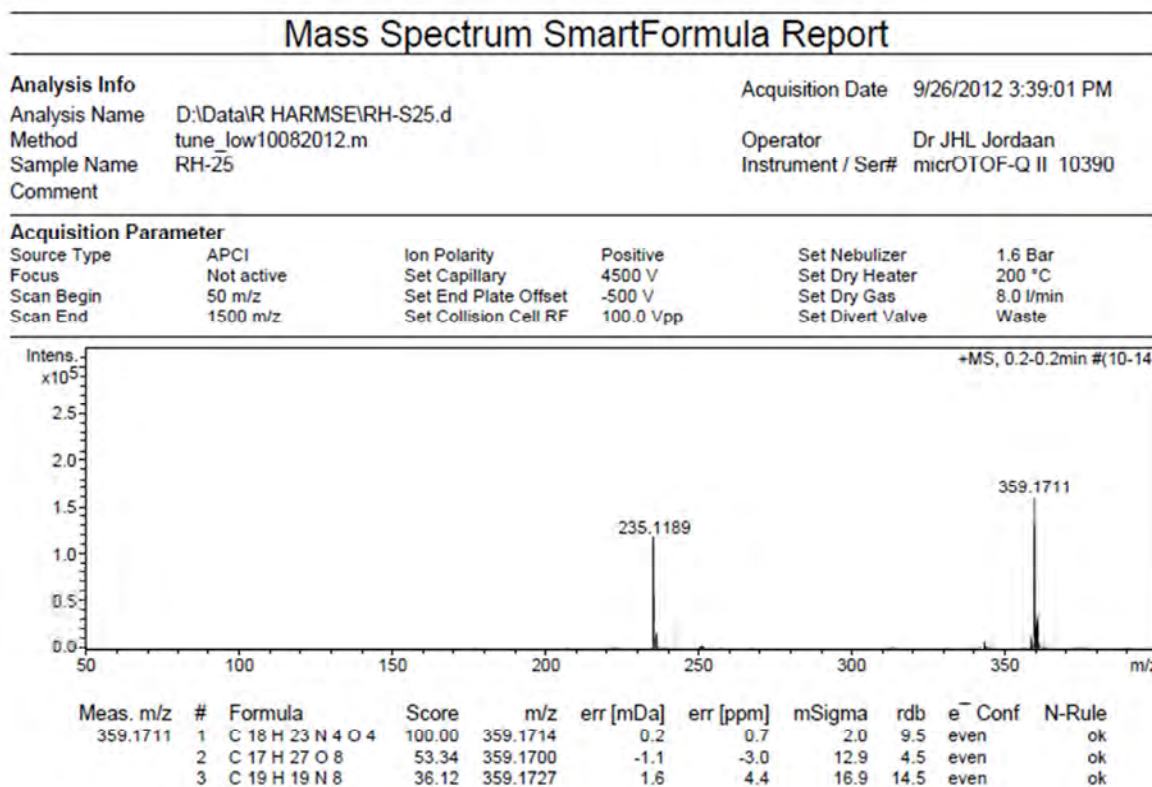 Mass Spectrum SmartFormula Report
Analysis Info
Acquisition Date 9/26/2012 3:39:01 PM
Analysis Name D:\Data\R HARMSE\RH-S25.d
Method tune_low10082012.m
Operator Dr JHL Jordaan
Sample Name RH-25
Instrument / Ser# micrOTOF-Q II 10390
Comment
Acquisition Parameter
Source Type APCI Ion Polarity Positive Set Nebulizer 1.6 Bar
Focus Not active Set Capillary 4500 V Set Dry Heater 200 °C
Scan Begin 50 m/z Set End Plate Offset -500 V Set Dry Gas 8.0 l/min
Scan End 1500 m/z Set Collision Cell RF 100.0 Vpp Set Divert Valve Waste
Intens.
x10⁵
+MS, 0.2-0.2min #(10-14
2.5
2.0
1.5
1.0
0.5
0.0
359.1711
235.1189
50 100 150 200 250 300 350 m/z
Meas. m/z # Formula Score m/z err [mDa] err [ppm] mSigma rdb e⁻ Conf N-Rule
359.1711 1 C 18 H 23 N 4 O 4 100.00 359.1714 0.2 0.7 2.0 9.5 even ok
2 C 17 H 27 O 8 53.34 359.1700 -1.1 -3.0 12.9 4.5 even ok
3 C 19 H 19 N 8 36.12 359.1727 1.6 4.4 16.9 14.5 even ok